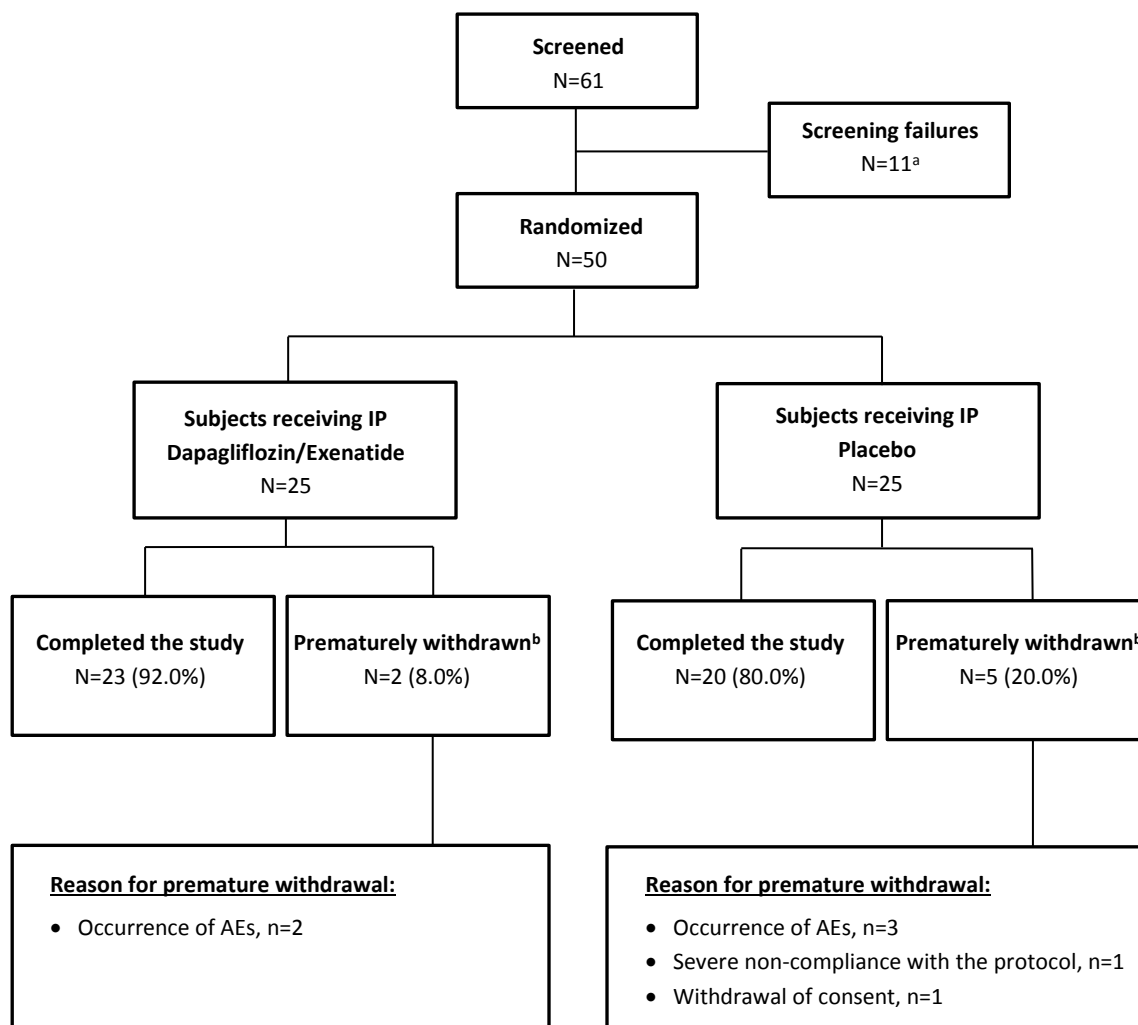 Screened
N=61
Screening failures
N=11ᵃ
Randomized
N=50
Subjects receiving IP
Dapagliflozin/Exenatide
N=25
Subjects receiving IP
Placebo
N=25
Completed the study
N=23 (92.0%)
Prematurely withdrawnᵇ
N=2 (8.0%)
Completed the study
N=20 (80.0%)
Prematurely withdrawnᵇ
N=5 (20.0%)
Reason for premature withdrawal:
• Occurrence of AEs, n=2
Reason for premature withdrawal:
• Occurrence of AEs, n=3
• Severe non-compliance with the protocol, n=1
• Withdrawal of consent, n=1